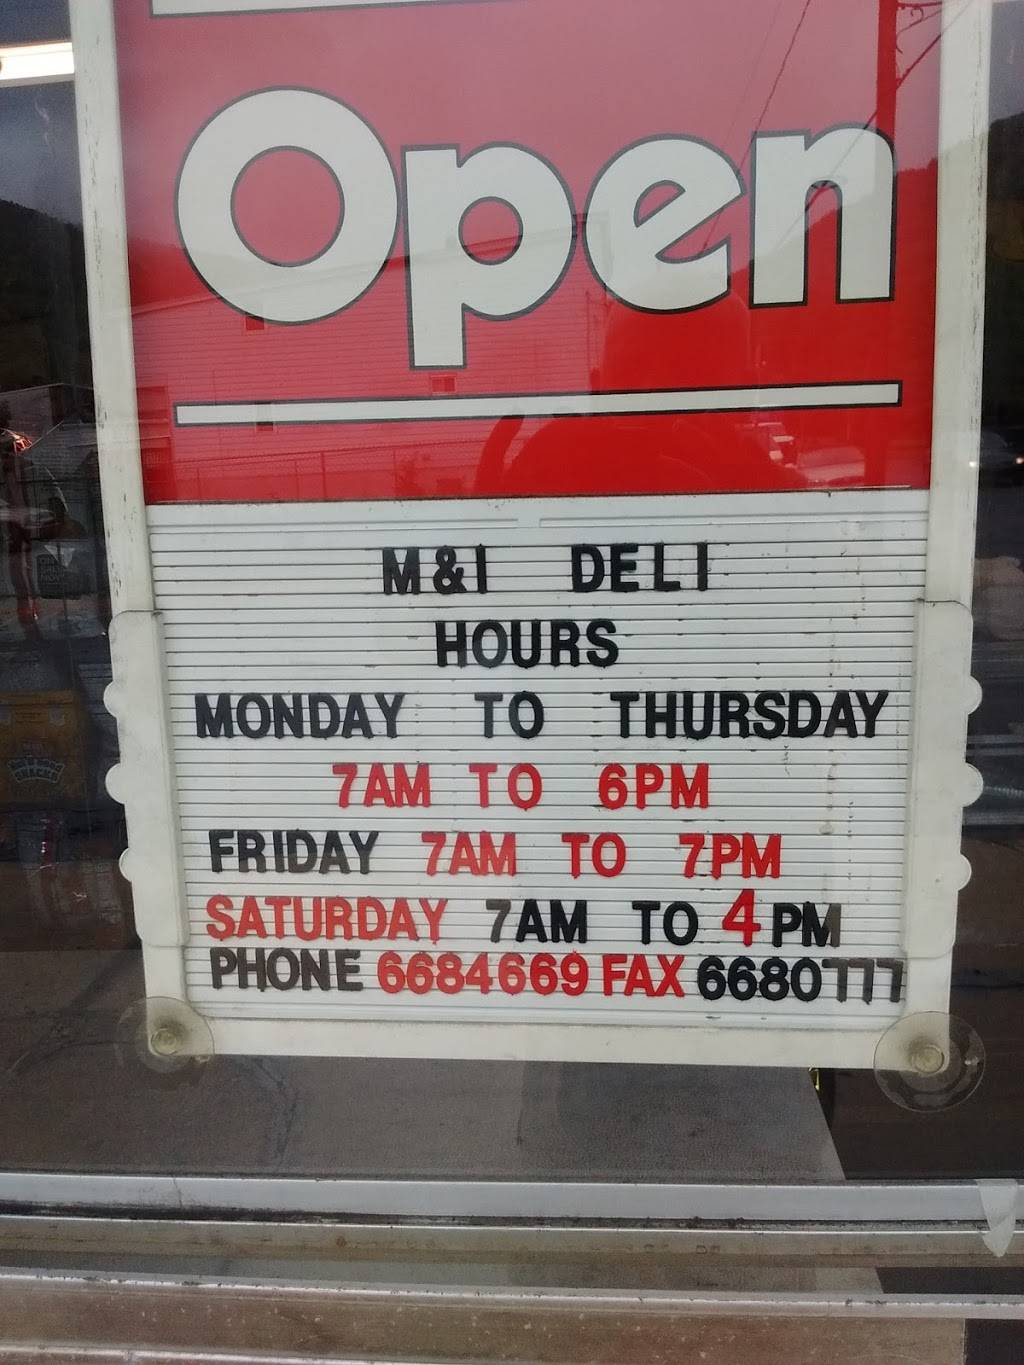 Open
M&I DELI
HOURS
MONDAY TO THURSDAY
7AM TO 6PM
FRIDAY 7AM TO 7PM
SATURDAY 7AM TO 4PM
PHONE 6684669 FAX 6680777